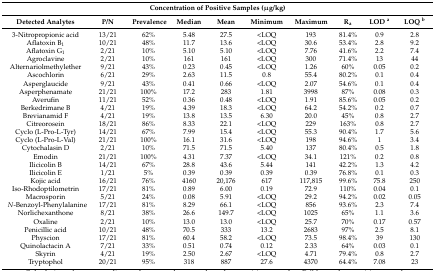 Concentration of Positive Samples (µg/kg)
Detected Analytes P/N Prevalence Median Mean Minimum Maximum Rₐ LOD ᵃ LOQ ᵇ
3-Nitropropionic acid 13/21 62% 5.48 27.5 <LOQ 193 81.4% 0.9 2.8
Aflatoxin B₁ 10/21 48% 11.7 13.6 <LOQ 30.6 53.4% 2.8 9.2
Aflatoxin G₁ 2/21 10% 5.10 5.10 <LOQ 7.76 41.6% 2.2 7.4
Agroclavine 2/21 10% 161 161 <LOQ 300 71.4% 13 44
Alternariolmethylether 9/21 43% 0.23 0.45 <LOQ 1.26 60% 0.05 0.2
Ascochlorin 6/21 29% 2.63 11.5 0.8 55.4 80.2% 0.1 0.4
Asperglaucide 9/21 43% 0.41 0.66 <LOQ 2.07 54.6% 0.1 0.4
Asperphenamate 21/21 100% 17.2 283 1.81 3998 87% 0.08 0.3
Averufin 11/21 52% 0.36 0.48 <LOQ 1.91 85.6% 0.05 0.2
Berkedrimane B 4/21 19% 4.39 18.3 <LOQ 64.2 54.2% 0.2 0.7
Brevianamid F 4/21 19% 13.8 13.5 6.30 20.0 45% 0.8 2.7
Citreorosein 18/21 86% 8.33 22.1 <LOQ 229 163% 0.8 2.7
Cyclo (L-Pro-L-Tyr) 14/21 67% 7.99 15.4 <LOQ 55.3 90.4% 1.7 5.6
Cyclo (L-Pro-L-Val) 21/21 100% 16.1 31.6 <LOQ 198 94.6% 1 3.4
Cytochalasin D 2/21 10% 71.5 71.5 5.40 137 80.4% 0.5 1.8
Emodin 21/21 100% 4.31 7.37 <LOQ 34.1 121% 0.2 0.8
Ilicicolin B 14/21 67% 28.8 43.6 5.44 141 42.2% 1.3 4.2
Ilicicolin E 1/21 5% 0.39 0.39 0.39 0.39 76.8% 0.1 0.3
Kojic acid 16/21 76% 4160 20,176 617 117,815 99.6% 75.8 250
Iso-Rhodoptilometrin 17/21 81% 0.89 6.00 0.19 72.9 110% 0.04 0.1
Macrosporin 5/21 24% 0.08 5.91 <LOQ 29.2 94.2% 0.02 0.05
N-Benzoyl-Phenylalanine 17/21 81% 8.29 66.1 <LOQ 856 93.6% 2.3 7.4
Norlichexanthone 8/21 38% 26.6 149.7 <LOQ 1025 65% 1.1 3.6
Oxaline 2/21 10% 13.0 13.0 <LOQ 25.7 70% 0.17 0.57
Penicillic acid 10/21 48% 70.5 333 13.2 2683 97% 2.5 8.1
Physcion 17/21 81% 60.4 58.2 <LOQ 73.5 98.4% 39 130
Quinolactacin A 7/21 33% 0.51 0.74 0.12 2.33 64% 0.03 0.1
Skyrin 4/21 19% 2.50 2.67 <LOQ 4.71 79.4% 0.8 2.7
Tryptophol 20/21 95% 318 887 27.6 4370 64.4% 7.08 23